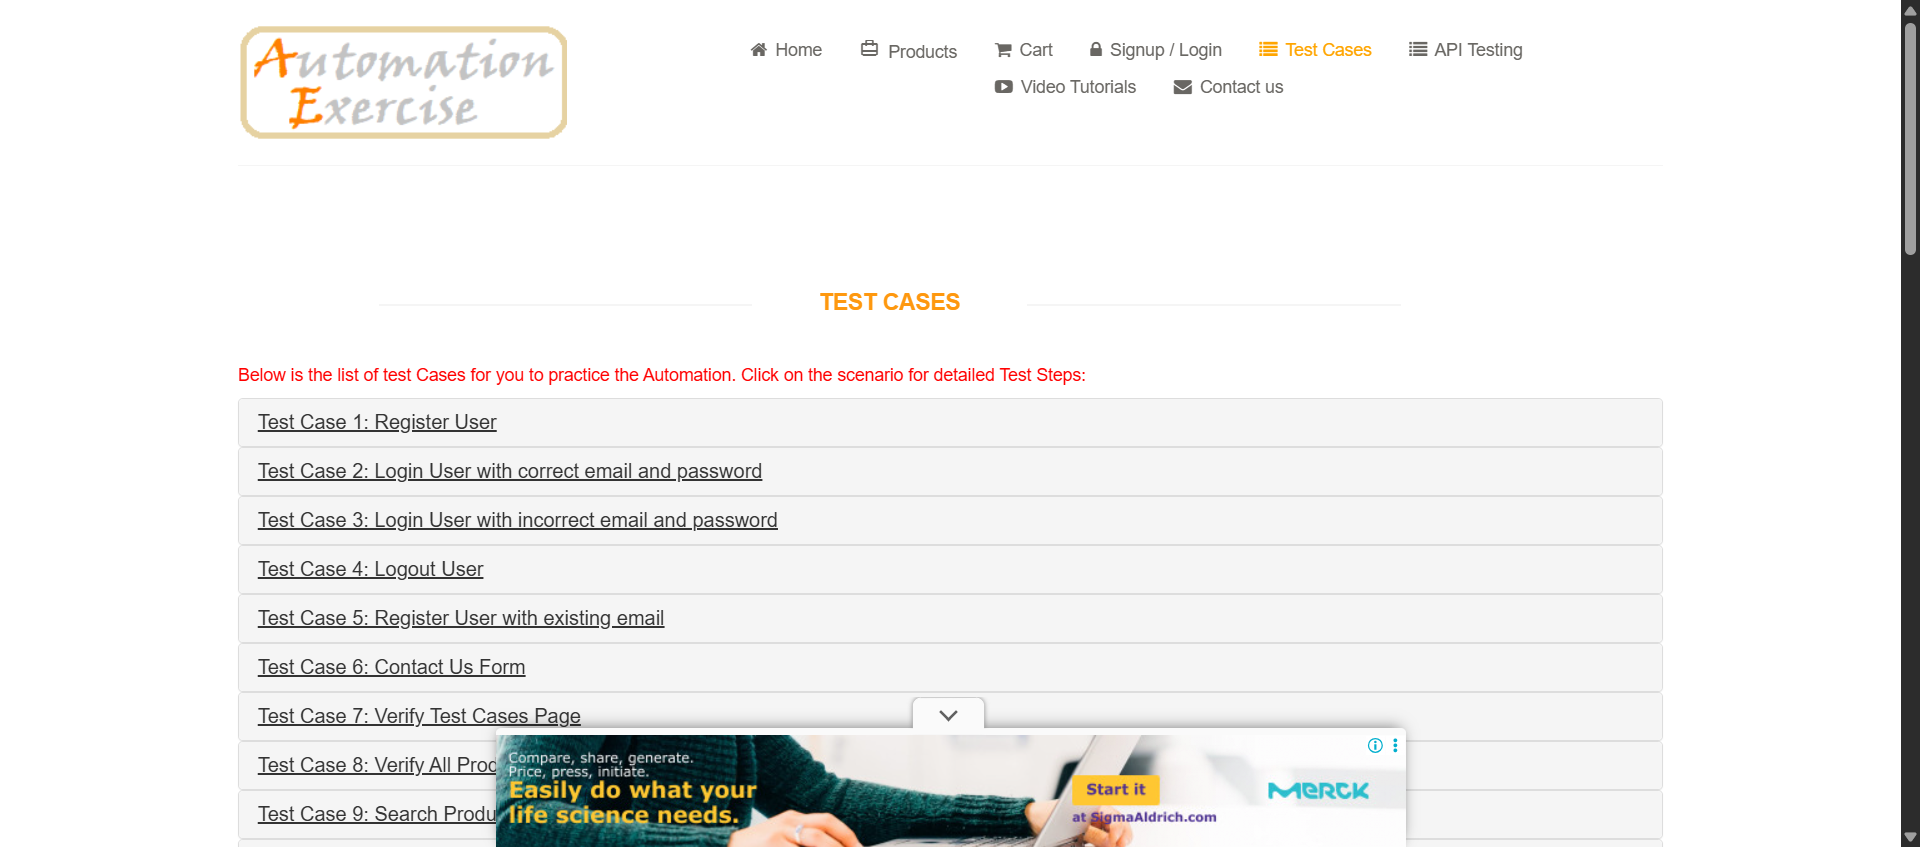 Automation
Exercise
Home
Products
Cart
Signup / Login
Test Cases
API Testing
Video Tutorials
Contact us
TEST CASES
Below is the list of test Cases for you to practice the Automation. Click on the scenario for detailed Test Steps:
Test Case 1: Register User
Test Case 2: Login User with correct email and password
Test Case 3: Login User with incorrect email and password
Test Case 4: Logout User
Test Case 5: Register User with existing email
Test Case 6: Contact Us Form
Test Case 7: Verify Test Cases Page
Test Case 8: Verify All Prod
Test Case 9: Search Produ
Compare, share, generate.
Price, press, initiate.
Easily do what your
life science needs.
Start it
at SigmaAldrich.com
MERCK